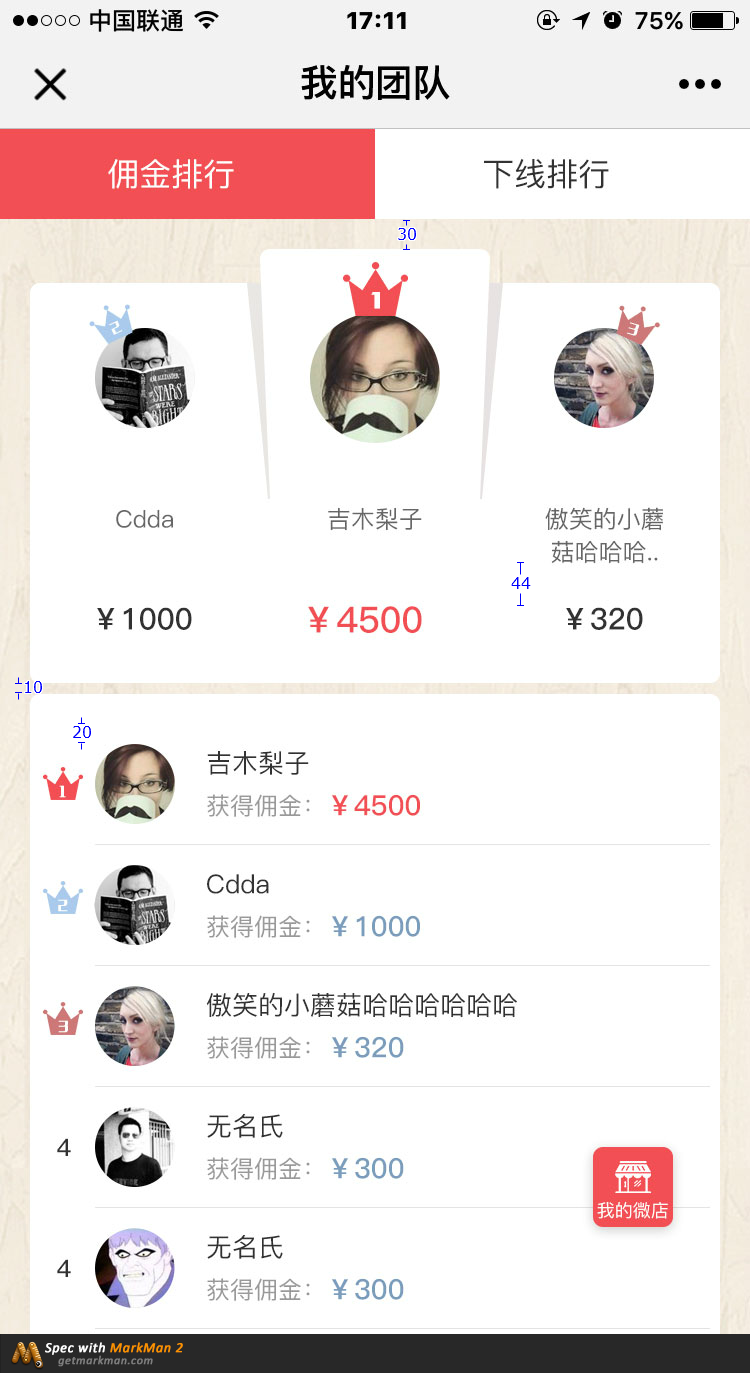 中国联通 17:11 75%
我的团队
佣金排行 下线排行
30
2 1 3
STARS
WERE
RIGHT
Cdda 吉木梨子 傲笑的小蘑
菇哈哈哈..
44
¥1000 ¥4500 ¥320
10
20
1 吉木梨子
获得佣金: ¥4500
2 Cdda
获得佣金: ¥1000
3 傲笑的小蘑菇哈哈哈哈哈哈
获得佣金: ¥320
4 无名氏
获得佣金: ¥300
我的微店
4 无名氏
获得佣金: ¥300
Spec with MarkMan 2
getmarkman.com